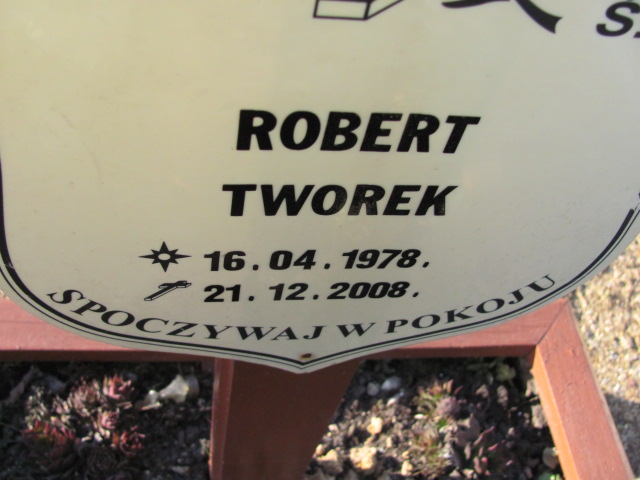 ROBERT
TWOREK
16.04.1978.
21.12.2008.
SPOCZYWAJ W POKOJU